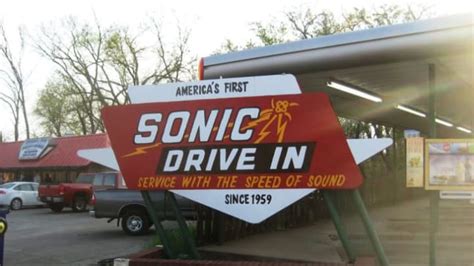 AMERICA'S FIRST
SONIC
DRIVE IN
SERVICE WITH THE SPEED OF SOUND
SINCE 1959